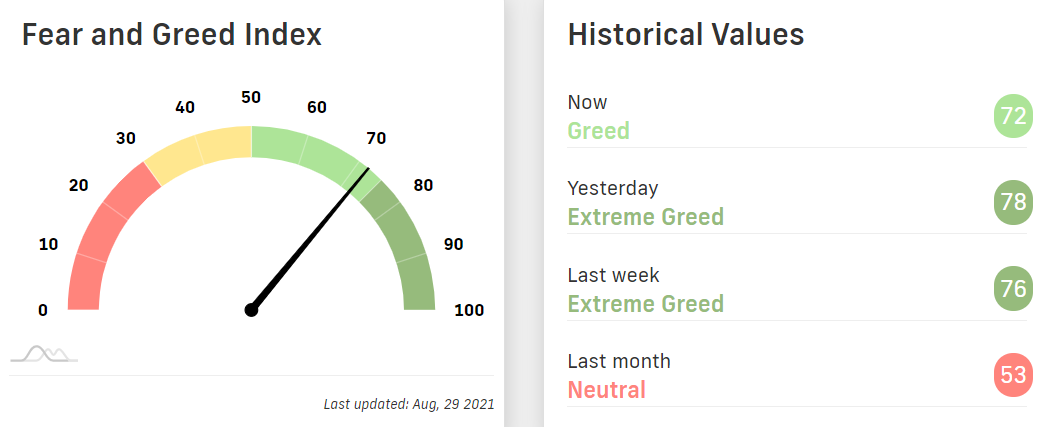 Fear and Greed Index
0
10
20
30
40
50
60
70
80
90
100
Last updated: Aug, 29 2021
Historical Values
Now
Greed
72
Yesterday
Extreme Greed
78
Last week
Extreme Greed
76
Last month
Neutral
53